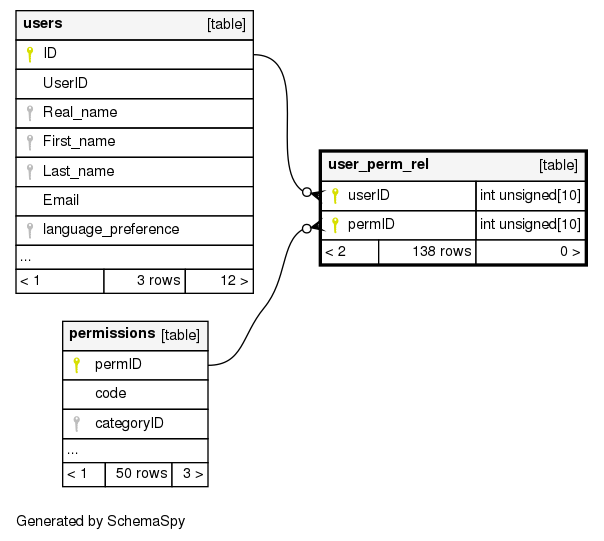 users [table]
ID
UserID
Real_name
First_name
Last_name
Email
language_preference
...
< 1 3 rows 12 >
user_perm_rel [table]
userID int unsigned[10]
permID int unsigned[10]
< 2 138 rows 0 >
permissions [table]
permID
code
categoryID
...
< 1 50 rows 3 >
Generated by SchemaSpy